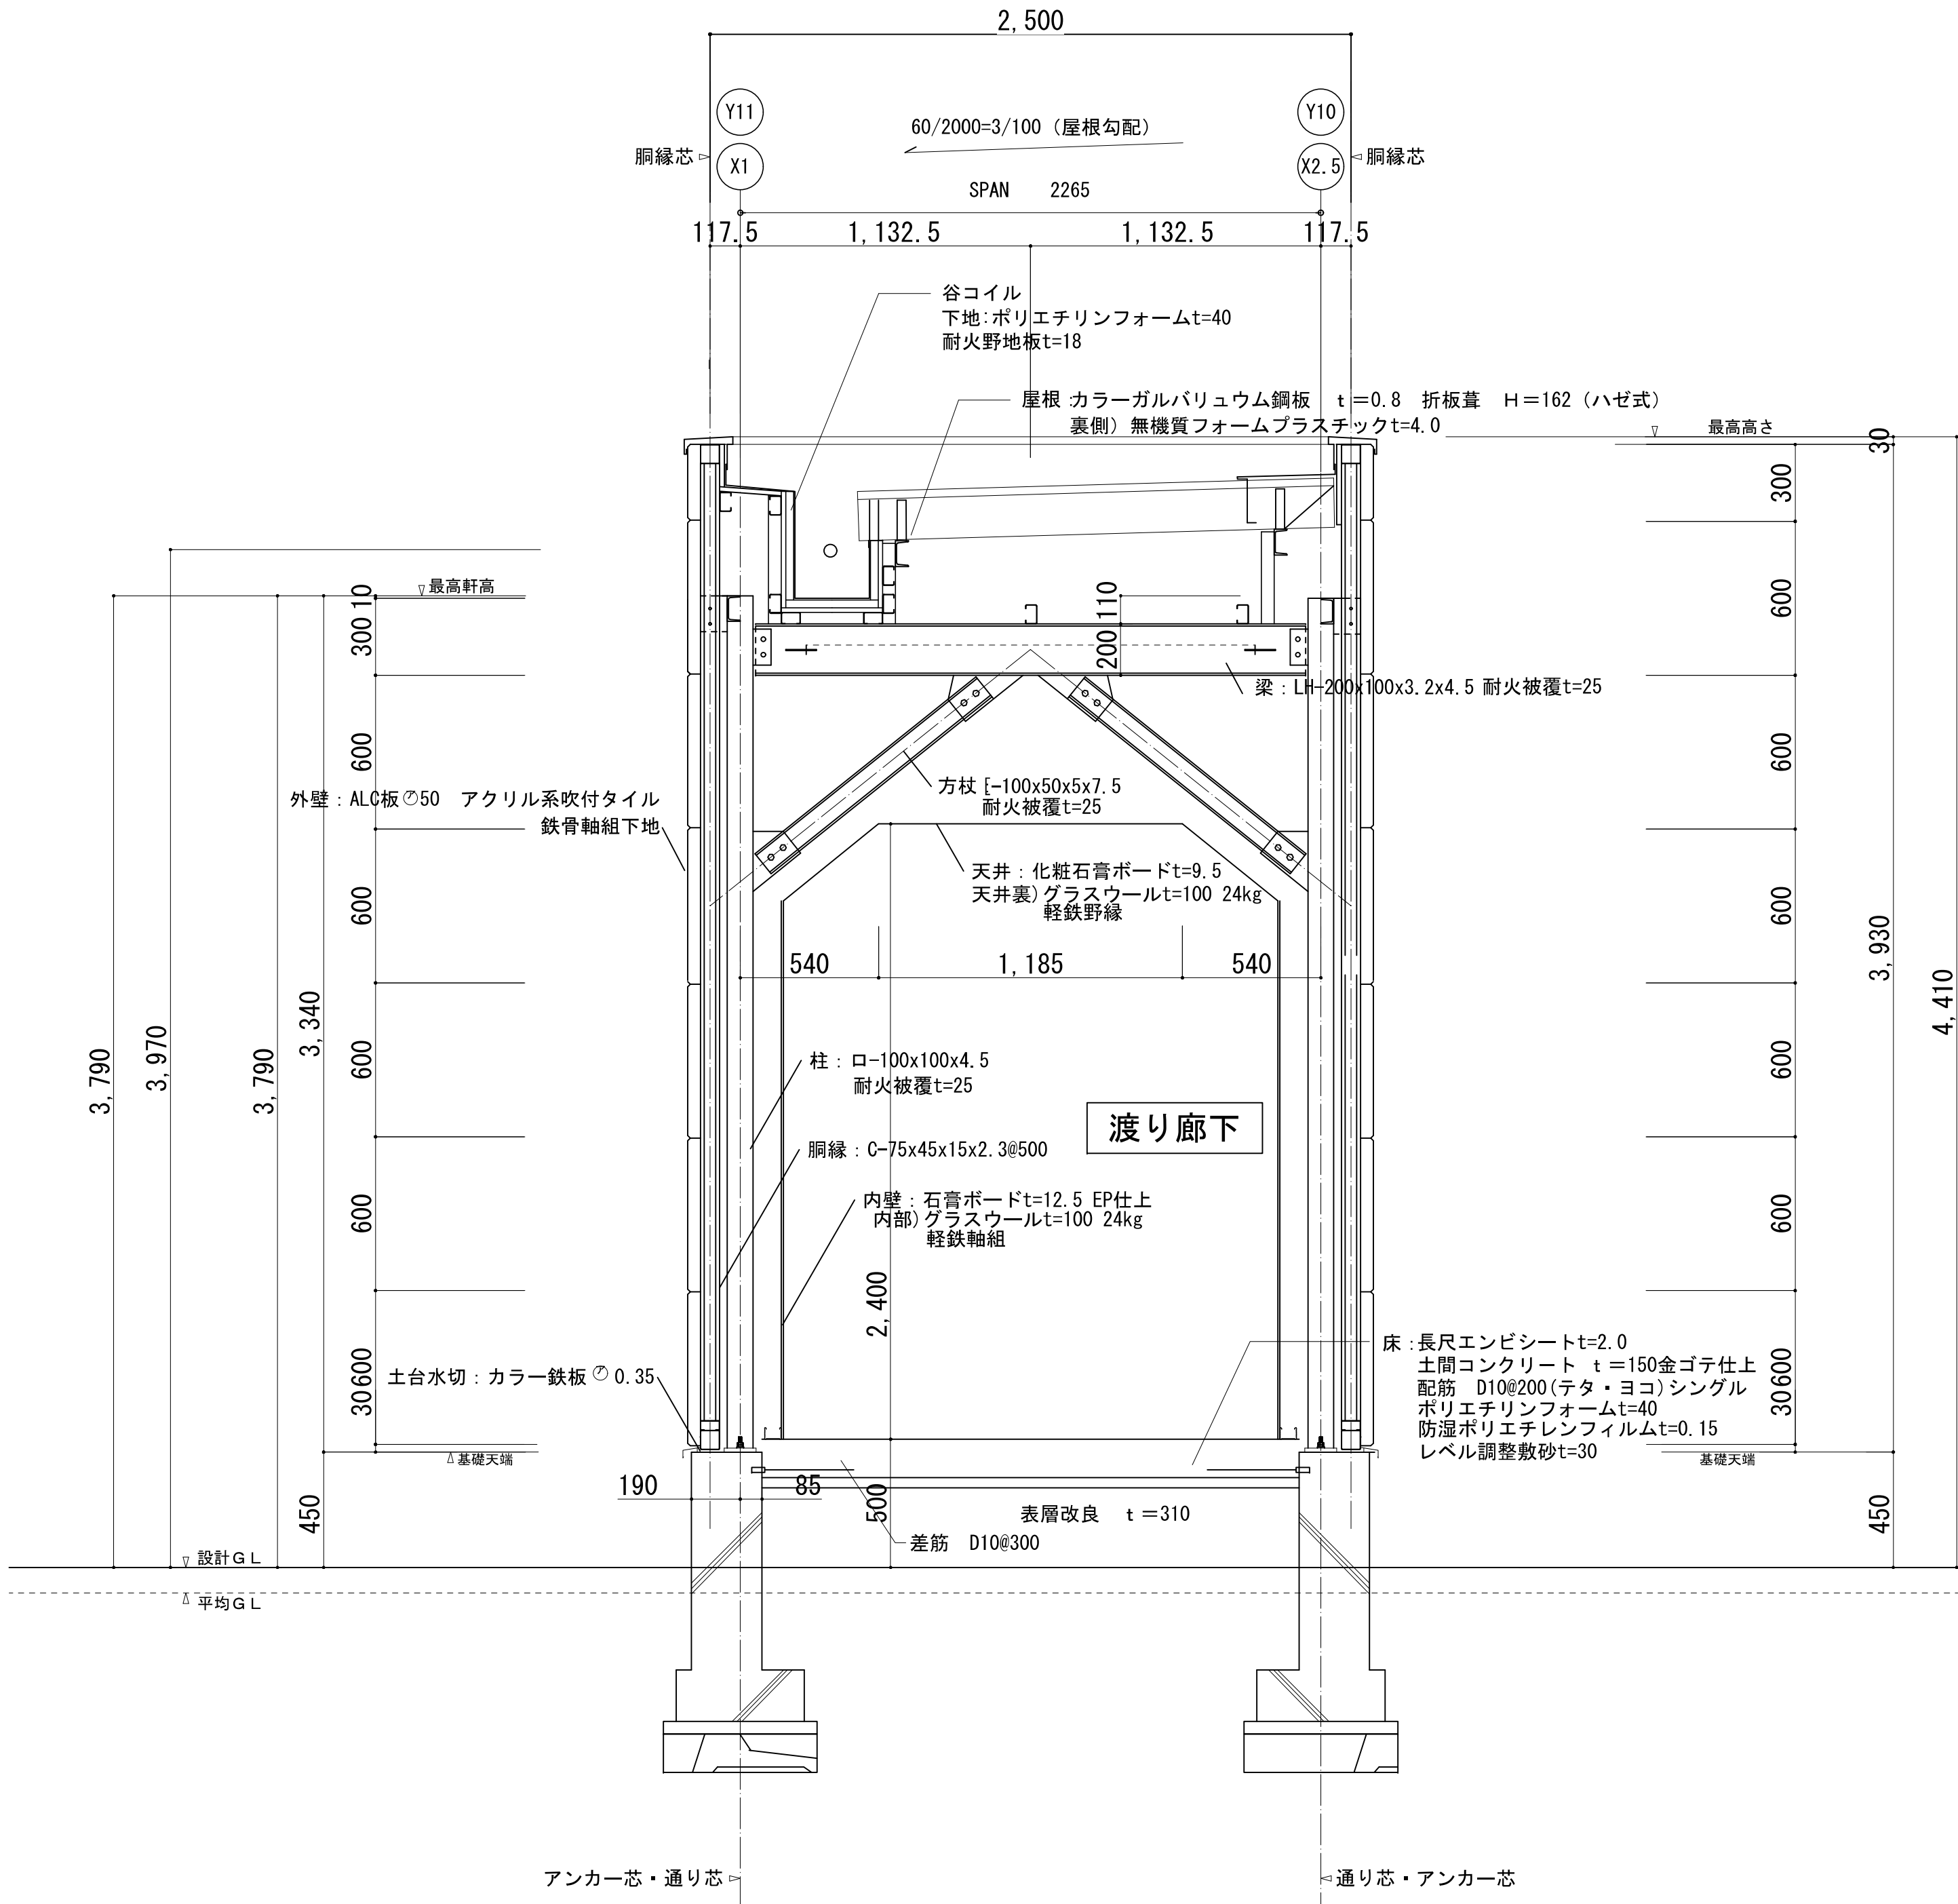 2,500
Y11
Y10
60/2000=3/100（屋根勾配）
胴縁芯
胴縁芯
X1
X2.5
SPAN 2265
117.5
1,132.5
1,132.5
117.5
谷コイル
下地:ポリエチリンフォームt=40
耐火野地板t=18
屋根:カラーガルバリュウム鋼板　ｔ＝0.8　折板葺　Ｈ＝162（ハゼ式）
裏側）無機質フォームプラスチックt=4.0
最高高さ
30
300
最高軒高
10
300
110
200
600
梁：LH-200x100x3.2x4.5 耐火被覆t=25
600
600
方杖 [-100x50x5x7.5
耐火被覆t=25
外壁：ALC板㋐50　アクリル系吹付タイル
鉄骨軸組下地
天井：化粧石膏ボードt=9.5
天井裏)グラスウールt=100 24kg
軽鉄野縁
600
600
540
1,185
540
3,930
4,410
3,340
3,970
3,790
3,790
600
600
柱：ロ-100x100x4.5
耐火被覆t=25
渡り廊下
胴縁：C-75x45x15x2.3@500
内壁：石膏ボードt=12.5 EP仕上
内部)グラスウールt=100 24kg
軽鉄軸組
600
600
2,400
床：長尺エンビシートt=2.0
土間コンクリート　ｔ＝150金ゴテ仕上
配筋　D10@200(テタ・ヨコ)シングル
ポリエチリンフォームt=40
防湿ポリエチレンフィルムt=0.15
レベル調整敷砂t=30
土台水切：カラー鉄板㋐0.35
600
30
600
30
基礎天端
基礎天端
190
85
500
450
450
表層改良　ｔ＝310
差筋　D10@300
設計ＧＬ
平均ＧＬ
アンカー芯・通り芯
通り芯・アンカー芯